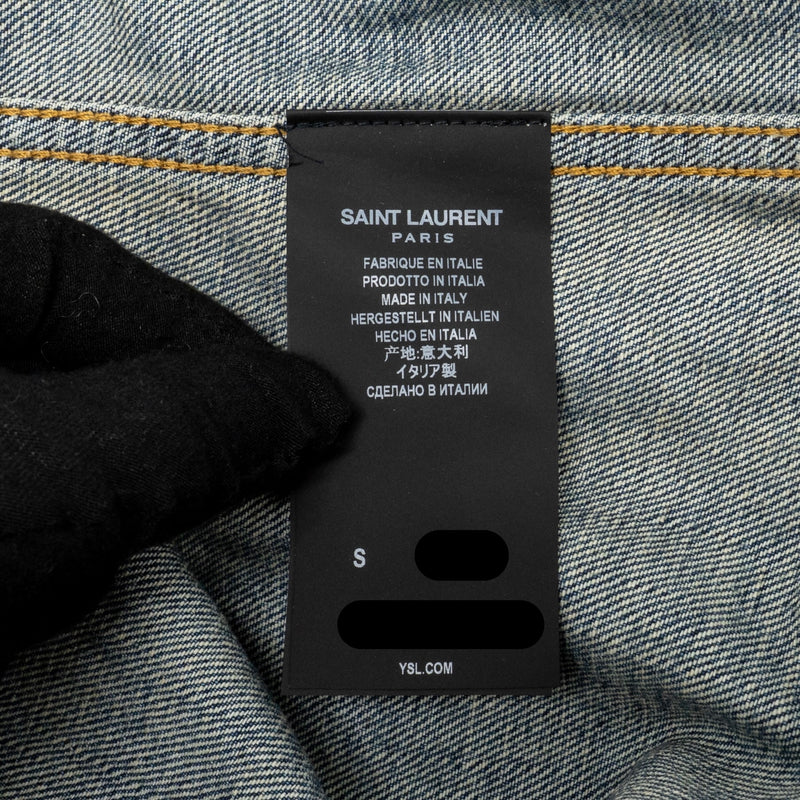 SAINT LAURENT
PARIS
FABRIQUE EN ITALIE
PRODOTTO IN ITALIA
MADE IN ITALY
HERGESTELLT IN ITALIEN
HECHO EN ITALIA
产地:意大利
イタリア製
СДЕЛАНО В ИТАЛИИ
S
YSL.COM